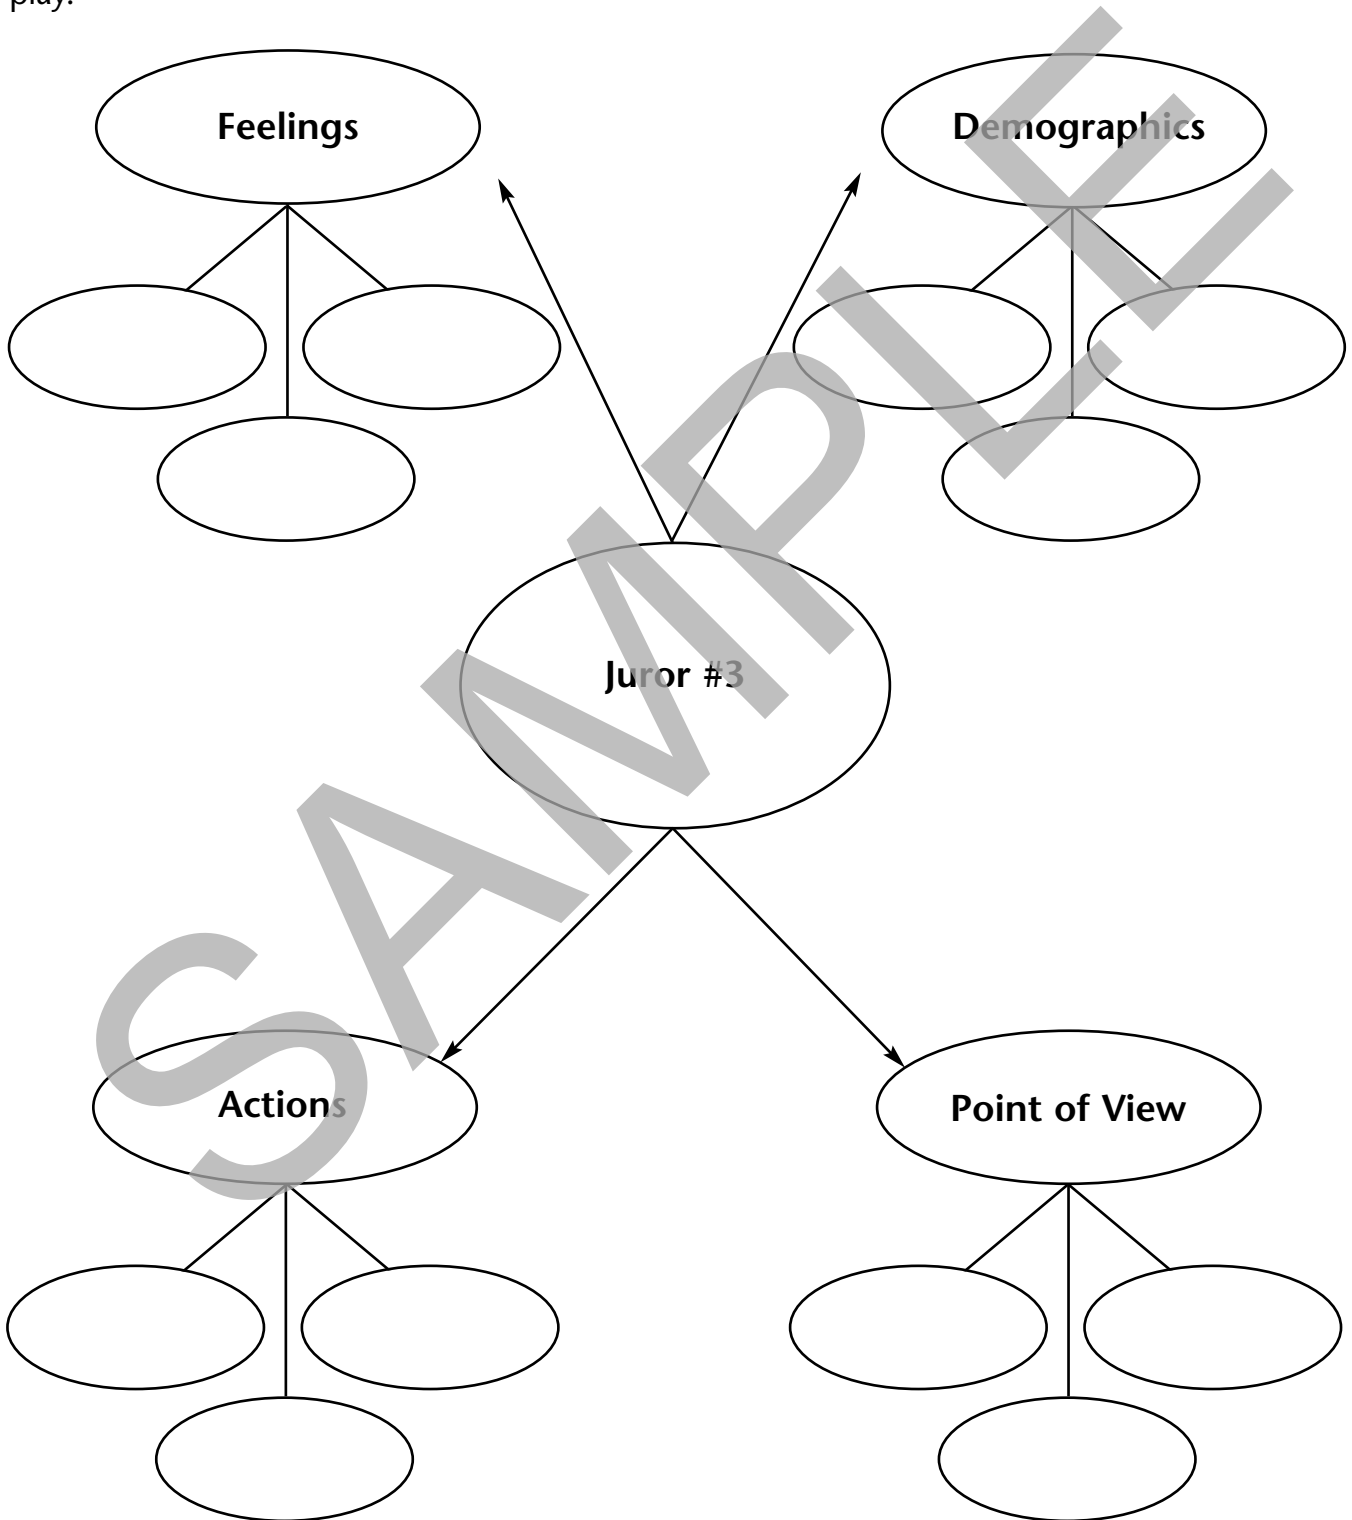 play.
Feelings
Demographics
Juror #3
Actions
Point of View
SAMPLE